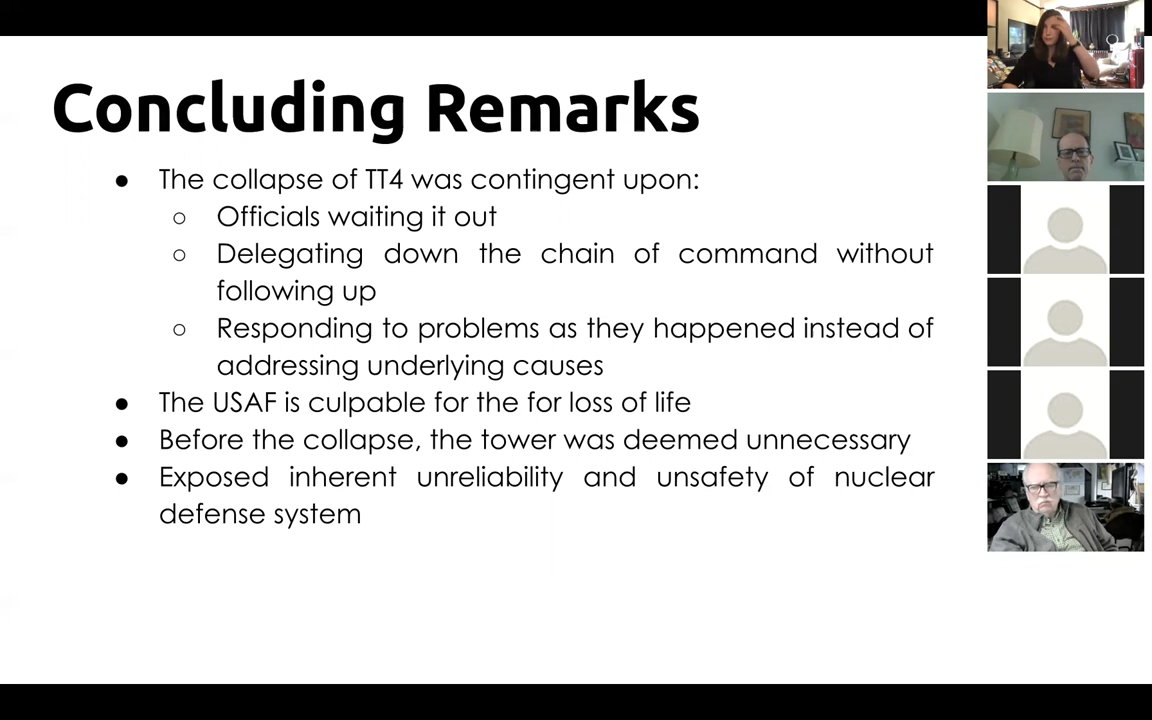 Concluding Remarks
● The collapse of TT4 was contingent upon:
○ Officials waiting it out
○ Delegating down the chain of command without
following up
○ Responding to problems as they happened instead of
addressing underlying causes
● The USAF is culpable for the for loss of life
● Before the collapse, the tower was deemed unnecessary
● Exposed inherent unreliability and unsafety of nuclear
defense system